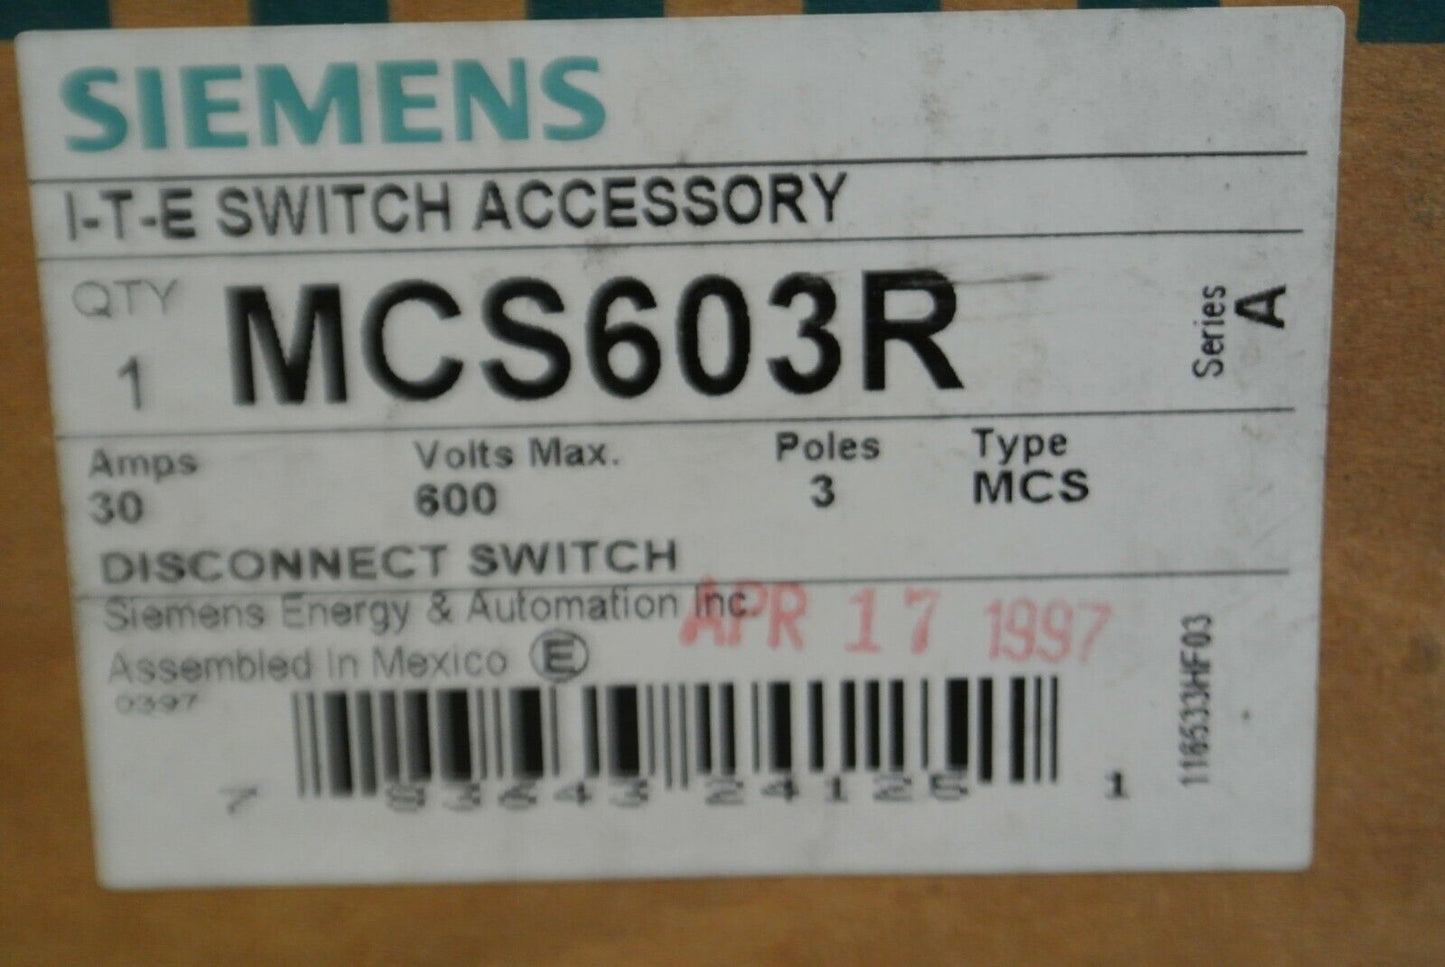 SIEMENS
I-T-E SWITCH ACCESSORY
QTY
1
MCS603R
Series
A
Amps
30
Volts Max.
600
Poles
3
Type
MCS
DISCONNECT SWITCH
Siemens Energy & Automation Inc.
APR 17 1997
Assembled In Mexico E
0397
7 83643 24125 1
116533HF03